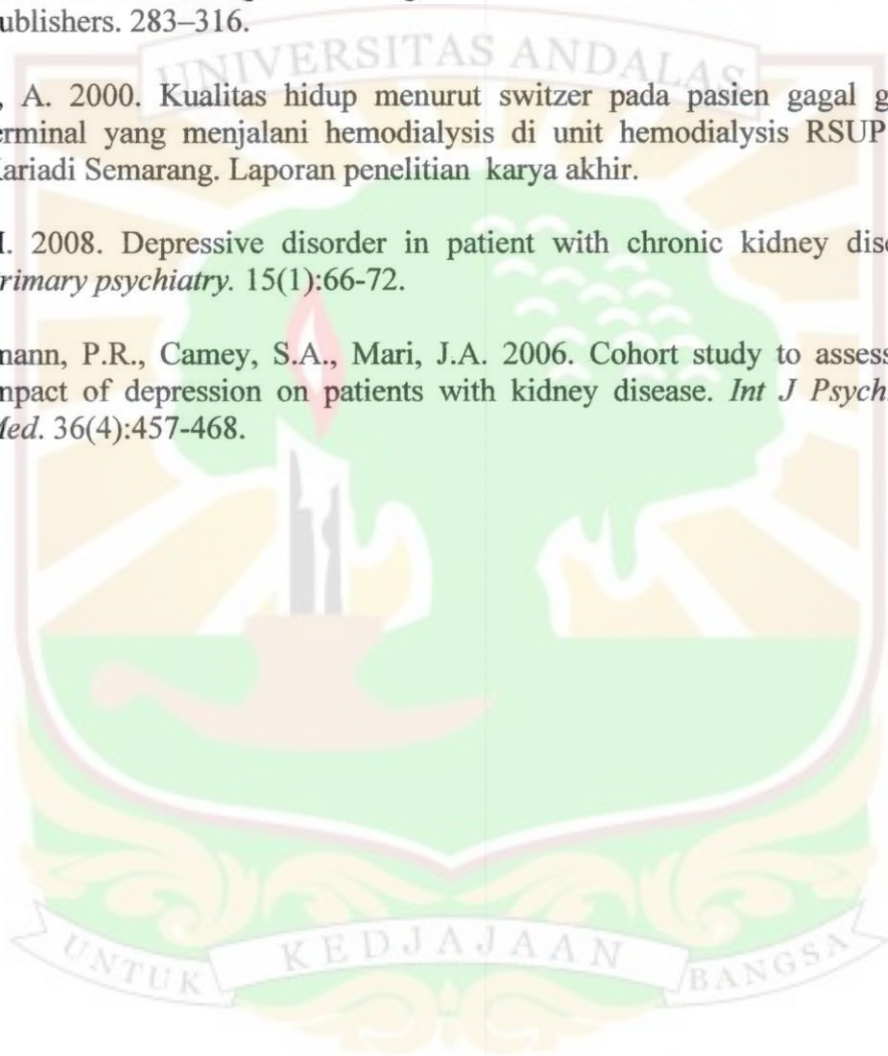 ublishers. 283–316.
UNIVERSITAS ANDALAS
, A. 2000. Kualitas hidup menurut switzer pada pasien gagal g
erminal yang menjalani hemodialysis di unit hemodialysis RSUP
Kariadi Semarang. Laporan penelitian karya akhir.
I. 2008. Depressive disorder in patient with chronic kidney dise
rimary psychiatry. 15(1):66-72.
mann, P.R., Camey, S.A., Mari, J.A. 2006. Cohort study to assess
mpact of depression on patients with kidney disease. Int J Psych
Med. 36(4):457-468.
UNTUK KEDJAJAAN BANGSA